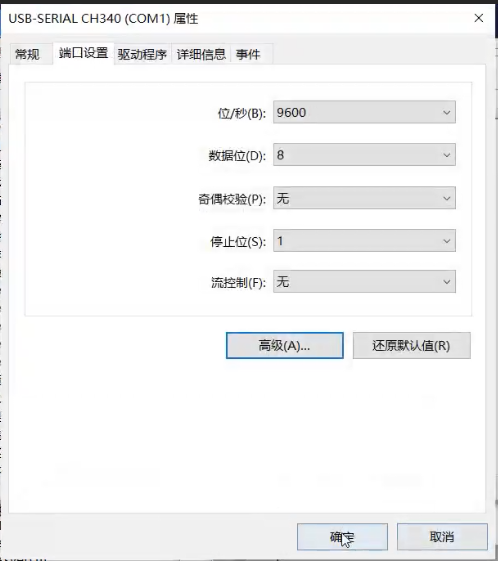 USB-SERIAL CH340 (COM1) 属性
常规 端口设置 驱动程序 详细信息 事件
位/秒(B): 9600
数据位(D): 8
奇偶校验(P): 无
停止位(S): 1
流控制(F): 无
高级(A)... 还原默认值(R)
确定 取消